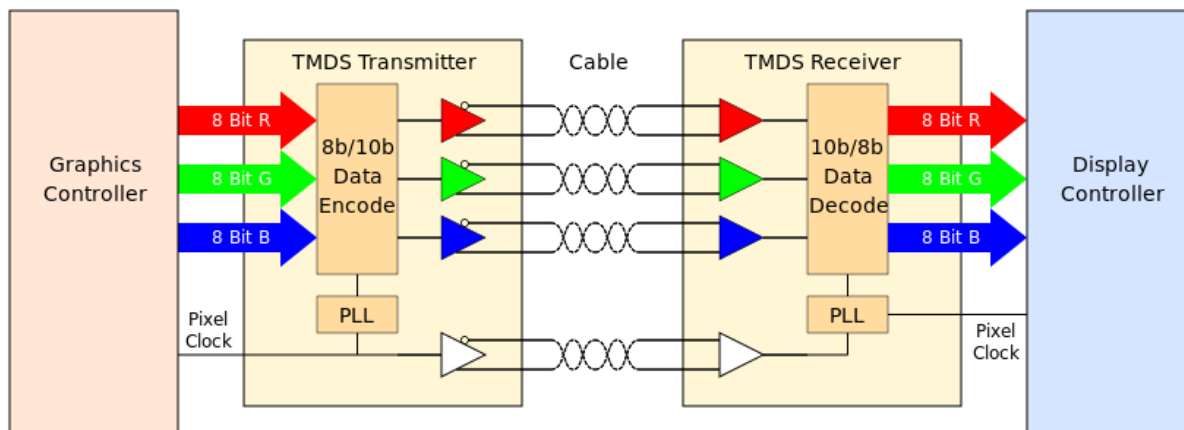 TMDS Transmitter
Cable
TMDS Receiver
Graphics
Controller
8 Bit R
8 Bit G
8 Bit B
8b/10b
Data
Encode
PLL
Pixel
Clock
10b/8b
Data
Decode
PLL
8 Bit R
8 Bit G
8 Bit B
Pixel
Clock
Display
Controller